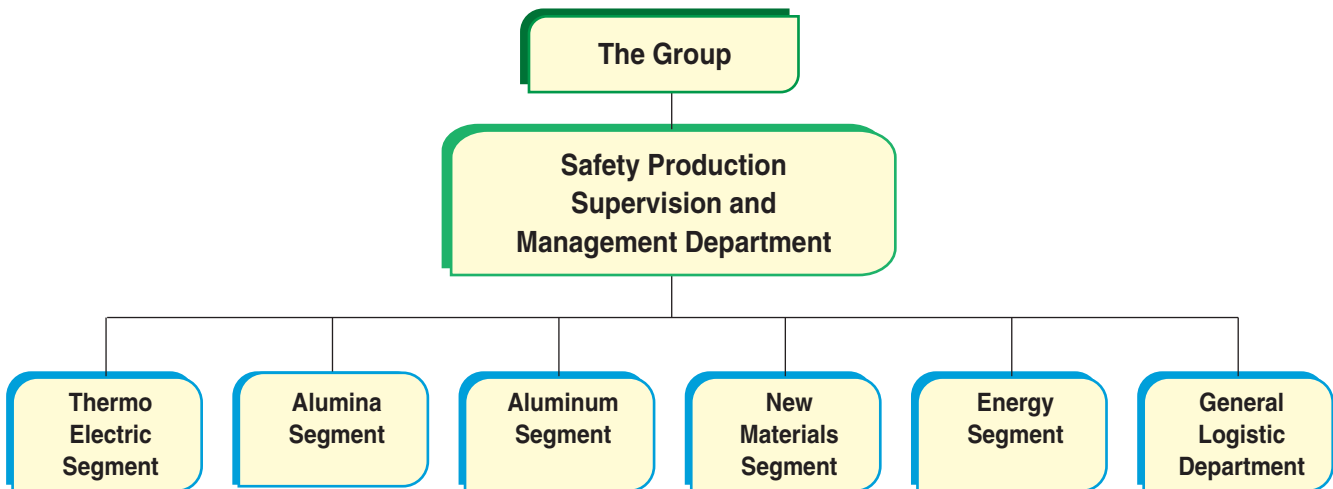 The Group
Safety Production
Supervision and
Management Department
Thermo
Electric
Segment
Alumina
Segment
Aluminum
Segment
New
Materials
Segment
Energy
Segment
General
Logistic
Department